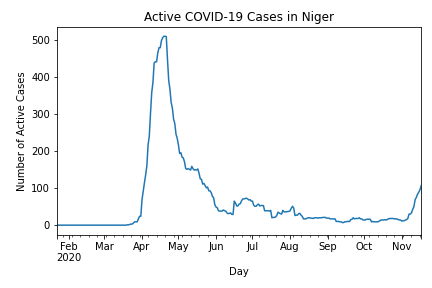 Active COVID-19 Cases in Niger
Number of Active Cases
500
400
300
200
100
0
Feb Mar Apr May Jun Jul Aug Sep Oct Nov
2020
Day